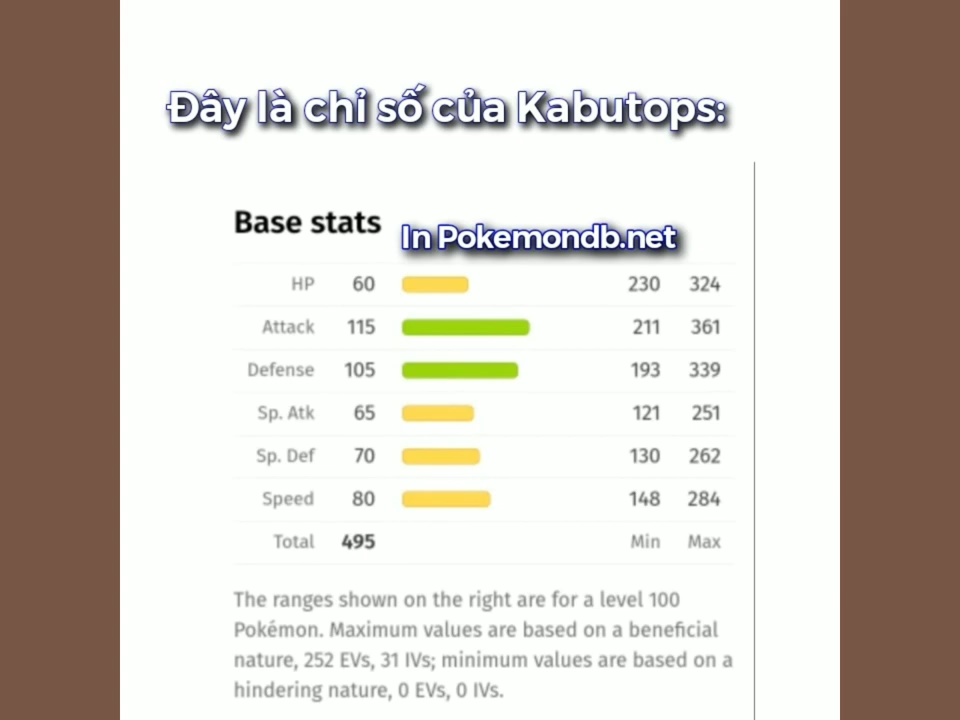 Đây là chỉ số của Kabutops:
Base stats
In Pokemondb.net
HP 60 230 324
Attack 115 211 361
Defense 105 193 339
Sp. Atk 65 121 251
Sp. Def 70 130 262
Speed 80 148 284
Total 495 Min Max
The ranges shown on the right are for a level 100
Pokémon. Maximum values are based on a beneficial
nature, 252 EVs, 31 IVs; minimum values are based on a
hindering nature, 0 EVs, 0 IVs.